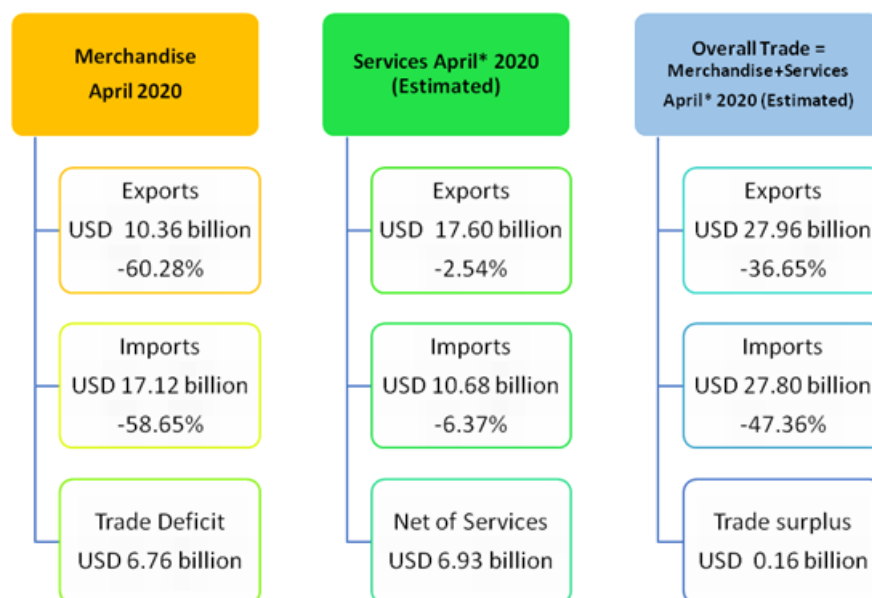 Merchandise
April 2020
Exports
USD 10.36 billion
-60.28%
Imports
USD 17.12 billion
-58.65%
Trade Deficit
USD 6.76 billion
Services April* 2020
(Estimated)
Exports
USD 17.60 billion
-2.54%
Imports
USD 10.68 billion
-6.37%
Net of Services
USD 6.93 billion
Overall Trade =
Merchandise+Services
April* 2020 (Estimated)
Exports
USD 27.96 billion
-36.65%
Imports
USD 27.80 billion
-47.36%
Trade surplus
USD 0.16 billion